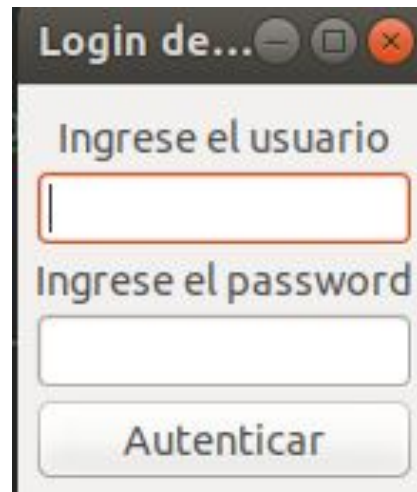 Login de...
Ingrese el usuario
Ingrese el password
Autenticar